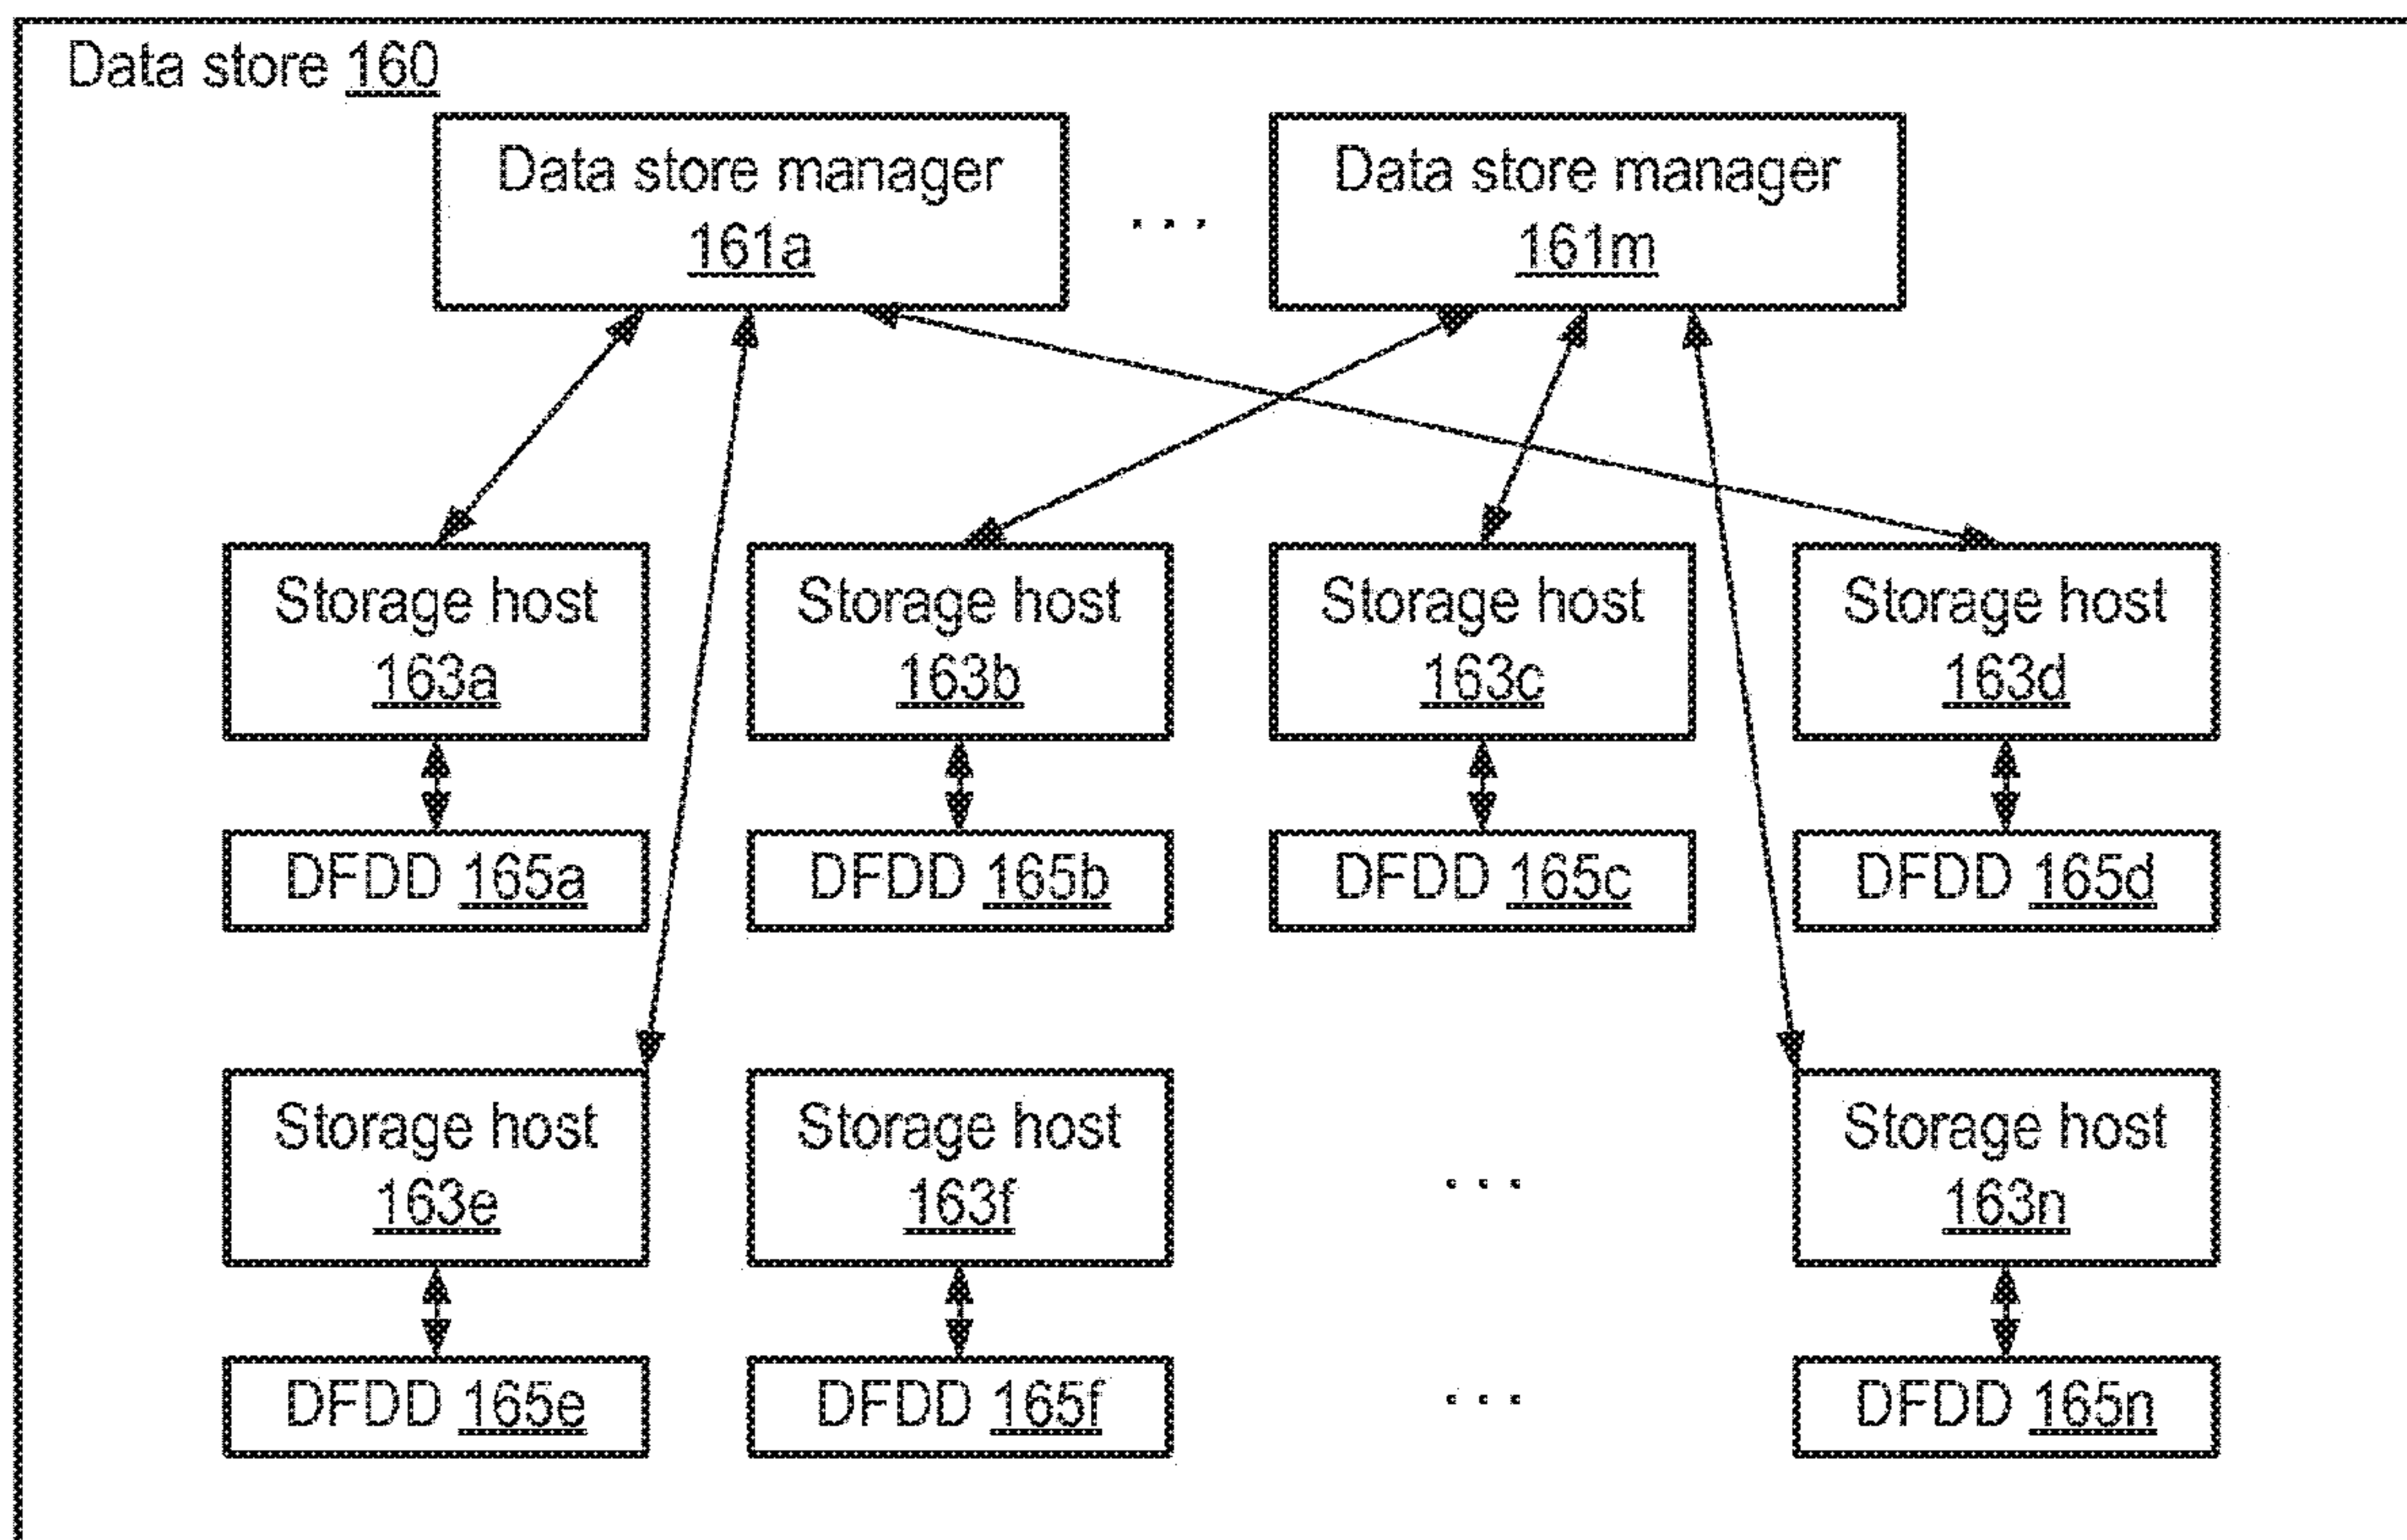 Data store 160
Data store manager
161a
. . .
Data store manager
161m
Storage host
163a
Storage host
163b
Storage host
163c
Storage host
163d
DFDD 165a
DFDD 165b
DFDD 165c
DFDD 165d
Storage host
163e
Storage host
163f
. . .
Storage host
163n
DFDD 165e
DFDD 165f
. . .
DFDD 165n